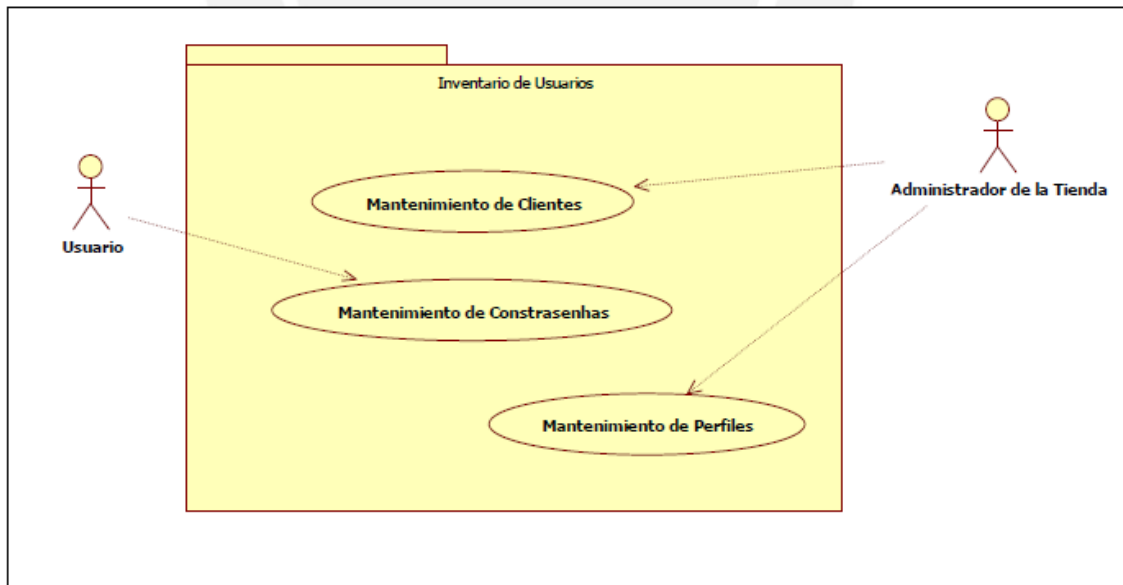 Inventario de Usuarios
Mantenimiento de Clientes
Administrador de la Tienda
Usuario
Mantenimiento de Constrasenhas
Mantenimiento de Perfiles